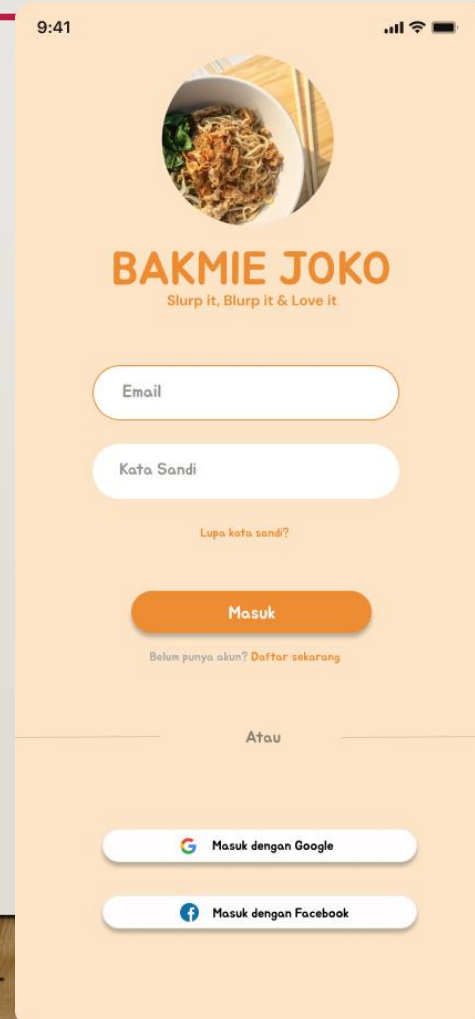 9:41
BAKMIE JOKO
Slurp it, Blurp it & Love it
Email
Kata Sandi
Lupa kata sandi?
Masuk
Belum punya akun? Daftar sekarang
Atau
Masuk dengan Google
Masuk dengan Facebook